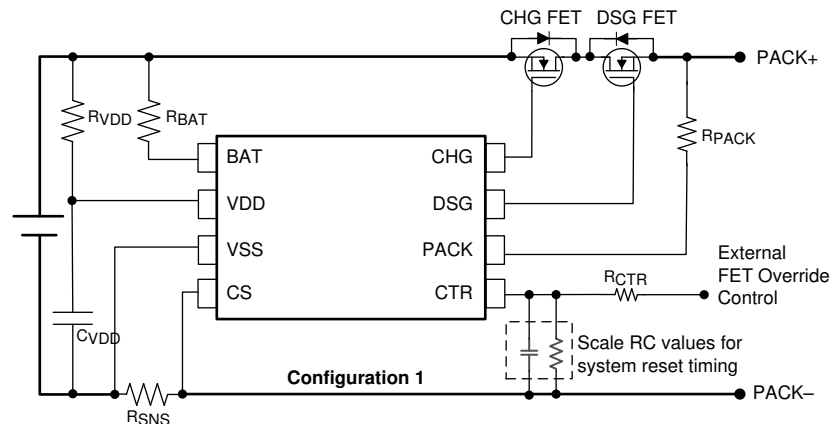 CHG FET
DSG FET
PACK+
RVDD
RBAT
RPACK
BAT
CHG
VDD
DSG
VSS
PACK
CS
CTR
External
FET Override
Control
RCTR
CVDD
Scale RC values for
system reset timing
Configuration 1
RSNS
PACK–